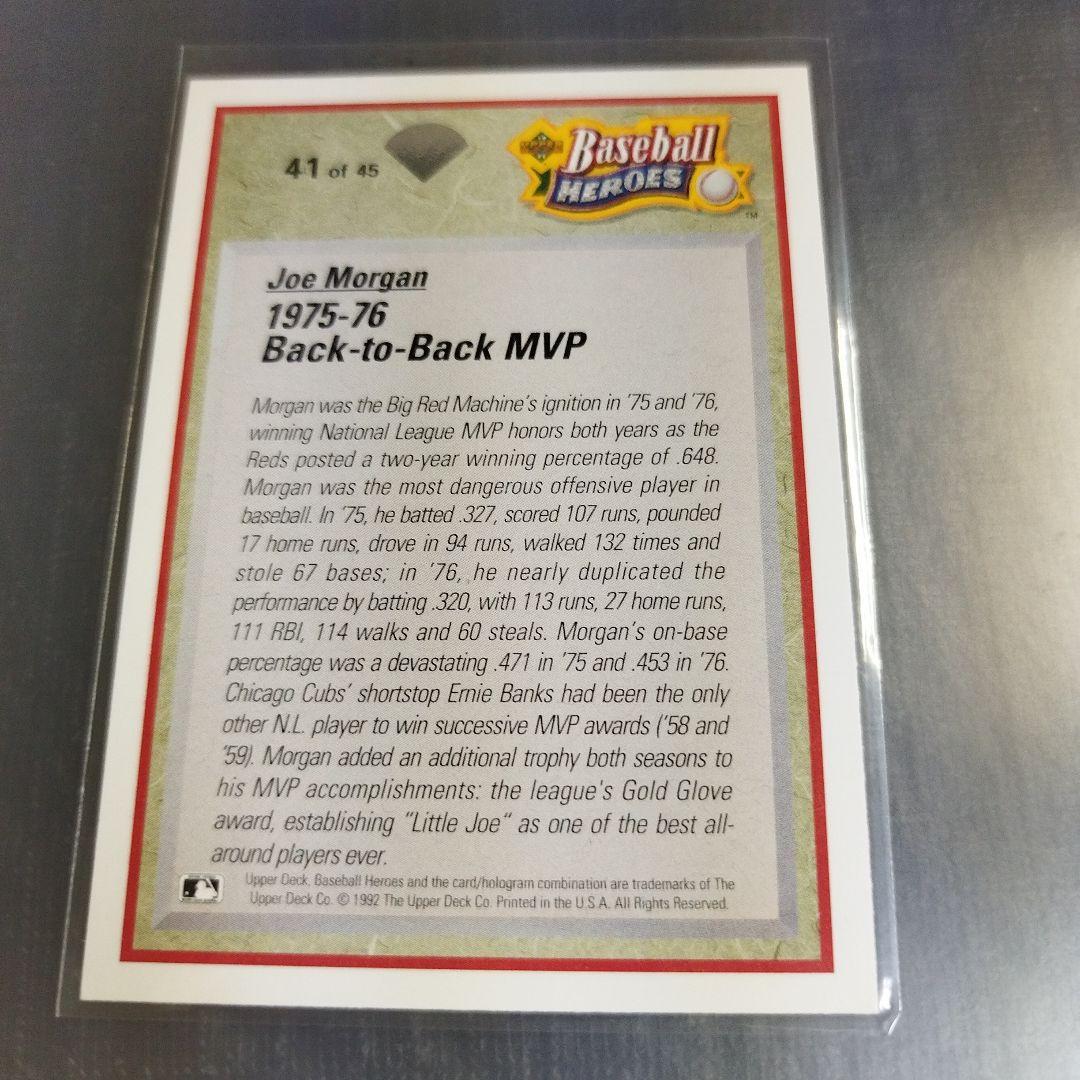 41 of 45
Baseball
HEROES
TM
Joe Morgan
1975-76
Back-to-Back MVP
Morgan was the Big Red Machine's ignition in '75 and '76,
winning National League MVP honors both years as the
Reds posted a two-year winning percentage of .648.
Morgan was the most dangerous offensive player in
baseball. In '75, he batted .327, scored 107 runs, pounded
17 home runs, drove in 94 runs, walked 132 times and
stole 67 bases; in '76, he nearly duplicated the
performance by batting .320, with 113 runs, 27 home runs,
111 RBI, 114 walks and 60 steals. Morgan's on-base
percentage was a devastating .471 in '75 and .453 in '76.
Chicago Cubs' shortstop Ernie Banks had been the only
other N.L. player to win successive MVP awards ('58 and
'59). Morgan added an additional trophy both seasons to
his MVP accomplishments: the league's Gold Glove
award, establishing "Little Joe" as one of the best all-
around players ever.
Upper Deck, Baseball Heroes and the card/hologram combination are trademarks of The
Upper Deck Co. © 1992 The Upper Deck Co. Printed in the U.S.A. All Rights Reserved.